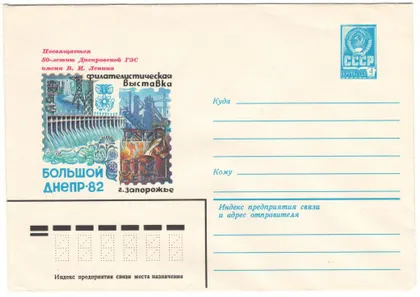 Посвящается
50-летию Днепровской ГЭС
имени В. И. Ленина
филателистическая
выставка
БОЛЬШОЙ
ДНЕПР·82
г. ЗАПОРОЖЬЕ
СССР
4
Куда
Кому
Индекс предприятия связи
и адрес отправителя
Индекс предприятия связи места назначения